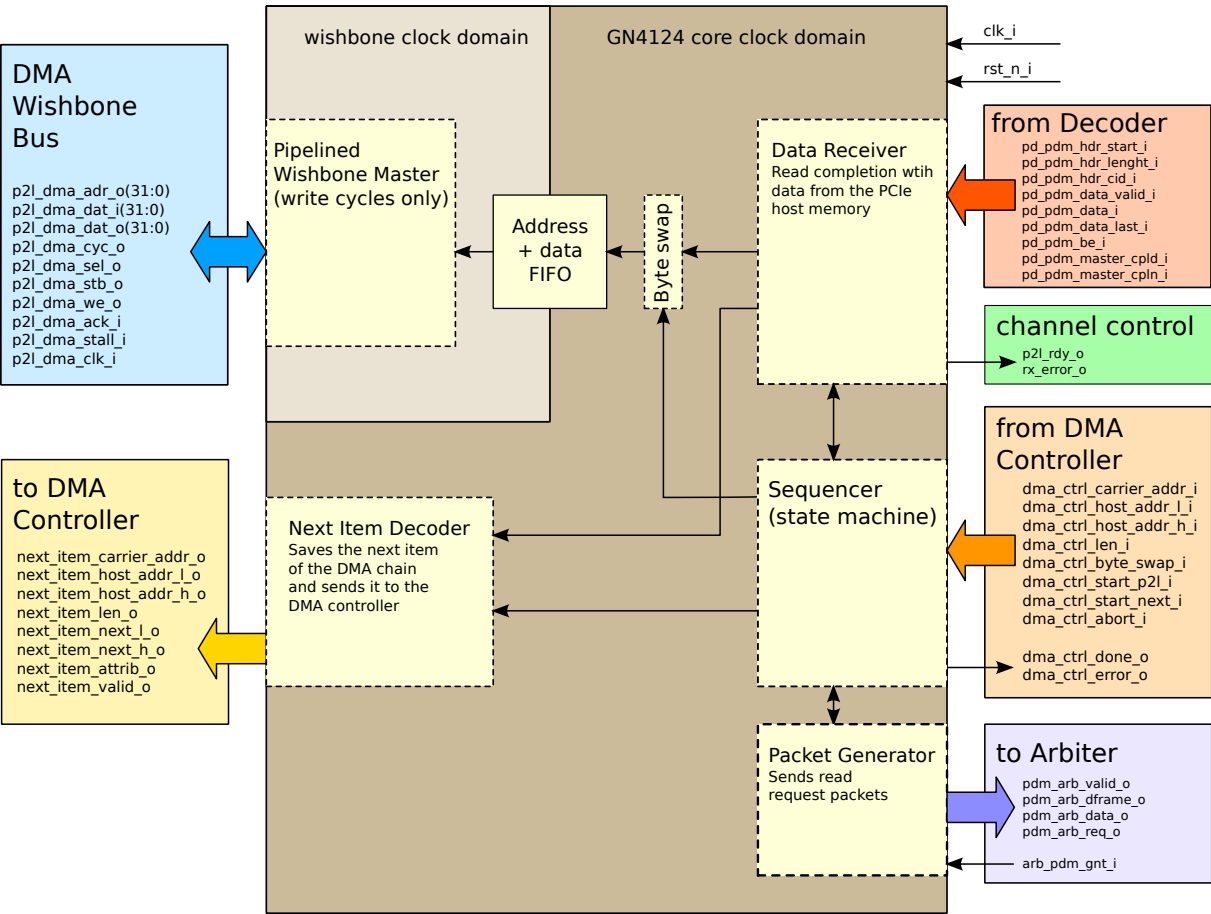 wishbone clock domain
GN4124 core clock domain
clk_i
rst_n_i
DMA
Wishbone
Bus
p2l_dma_adr_o(31:0)
p2l_dma_dat_i(31:0)
p2l_dma_dat_o(31:0)
p2l_dma_cyc_o
p2l_dma_sel_o
p2l_dma_stb_o
p2l_dma_we_o
p2l_dma_ack_i
p2l_dma_stall_i
p2l_dma_clk_i
Pipelined
Wishbone Master
(write cycles only)
Address
+ data
FIFO
Byte swap
Data Receiver
Read completion wtih
data from the PCIe
host memory
from Decoder
pd_pdm_hdr_start_i
pd_pdm_hdr_lenght_i
pd_pdm_hdr_cid_i
pd_pdm_data_valid_i
pd_pdm_data_i
pd_pdm_data_last_i
pd_pdm_be_i
pd_pdm_master_cpld_i
pd_pdm_master_cpln_i
channel control
p2l_rdy_o
rx_error_o
to DMA
Controller
next_item_carrier_addr_o
next_item_host_addr_l_o
next_item_host_addr_h_o
next_item_len_o
next_item_next_l_o
next_item_next_h_o
next_item_attrib_o
next_item_valid_o
Next Item Decoder
Saves the next item
of the DMA chain
and sends it to the
DMA controller
Sequencer
(state machine)
from DMA
Controller
dma_ctrl_carrier_addr_i
dma_ctrl_host_addr_l_i
dma_ctrl_host_addr_h_i
dma_ctrl_len_i
dma_ctrl_byte_swap_i
dma_ctrl_start_p2l_i
dma_ctrl_start_next_i
dma_ctrl_abort_i
dma_ctrl_done_o
dma_ctrl_error_o
Packet Generator
Sends read
request packets
to Arbiter
pdm_arb_valid_o
pdm_arb_dframe_o
pdm_arb_data_o
pdm_arb_req_o
arb_pdm_gnt_i